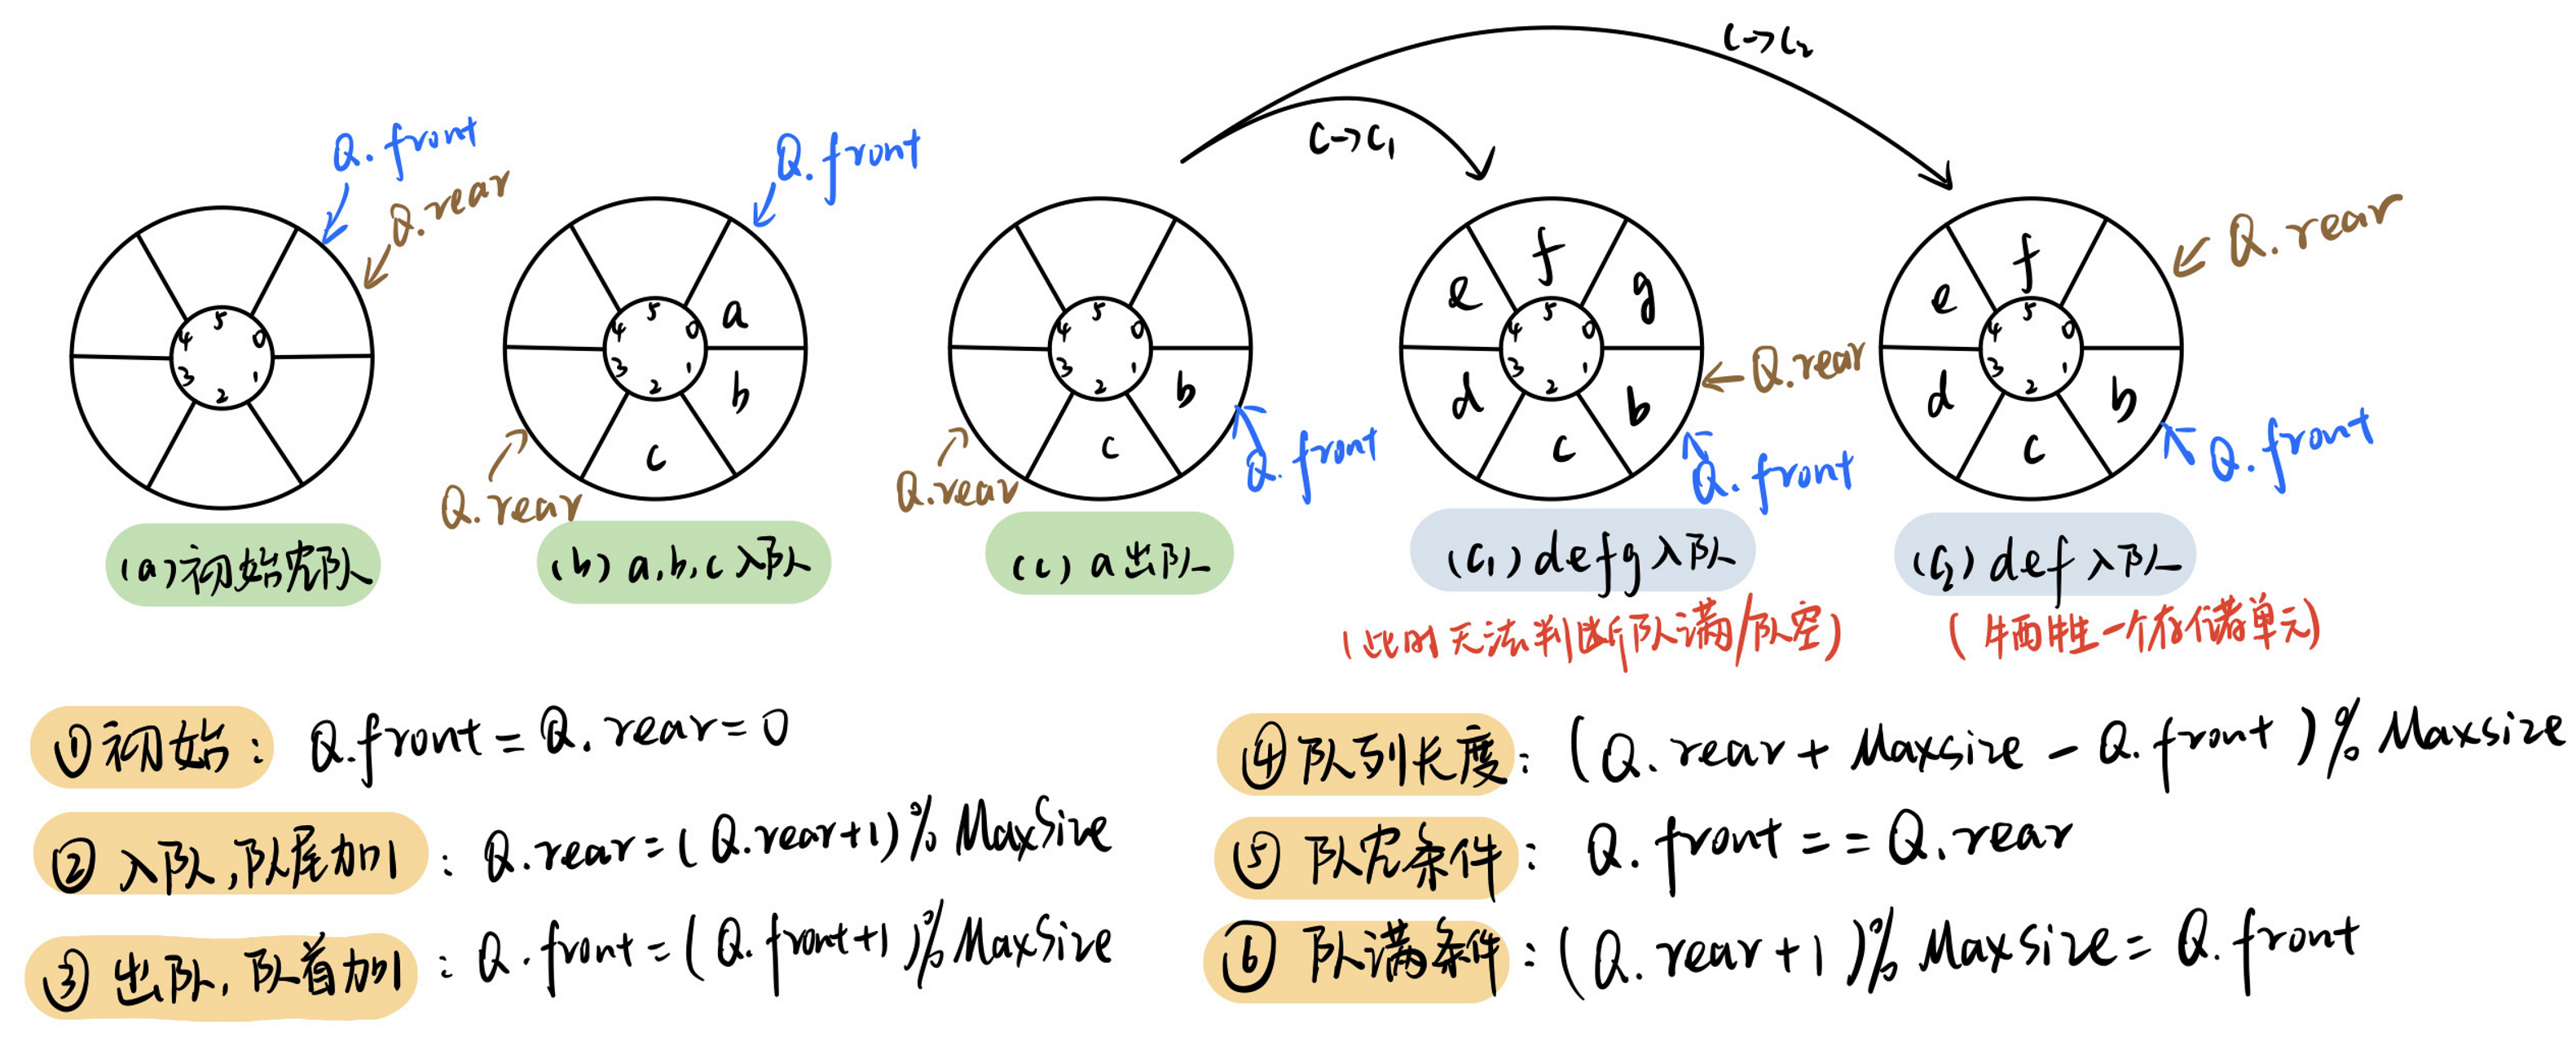 C→C₂
C→C₁
Q.front
Q.rear
5
4 0
3 1
2
Q.front
5
4 0 a
3 1 b
2
c
Q.rear
5
4 0
3 1 b
2
c
Q.rear
Q.front
f
e g
5
4 0
3 1
2
d b
c
Q.rear
Q.front
f
e
5
4 0
3 1
2
d b
c
Q.rear
Q.front
(a)初始空队
(b) a,b,c 入队
(c) a出队
(C₁) defg入队
(C₂) def 入队
(此时无法判断队满/队空)
(牺牲一个存储单元)
①初始: Q.front = Q.rear = 0
② 入队,队尾加1: Q.rear = (Q.rear+1)% MaxSize
③ 出队,队首加1: Q.front = (Q.front+1)% MaxSize
④队列长度: (Q.rear + Maxsize - Q.front)% Maxsize
⑤ 队空条件: Q.front == Q.rear
⑥ 队满条件: (Q.rear+1)% Maxsize = Q.front